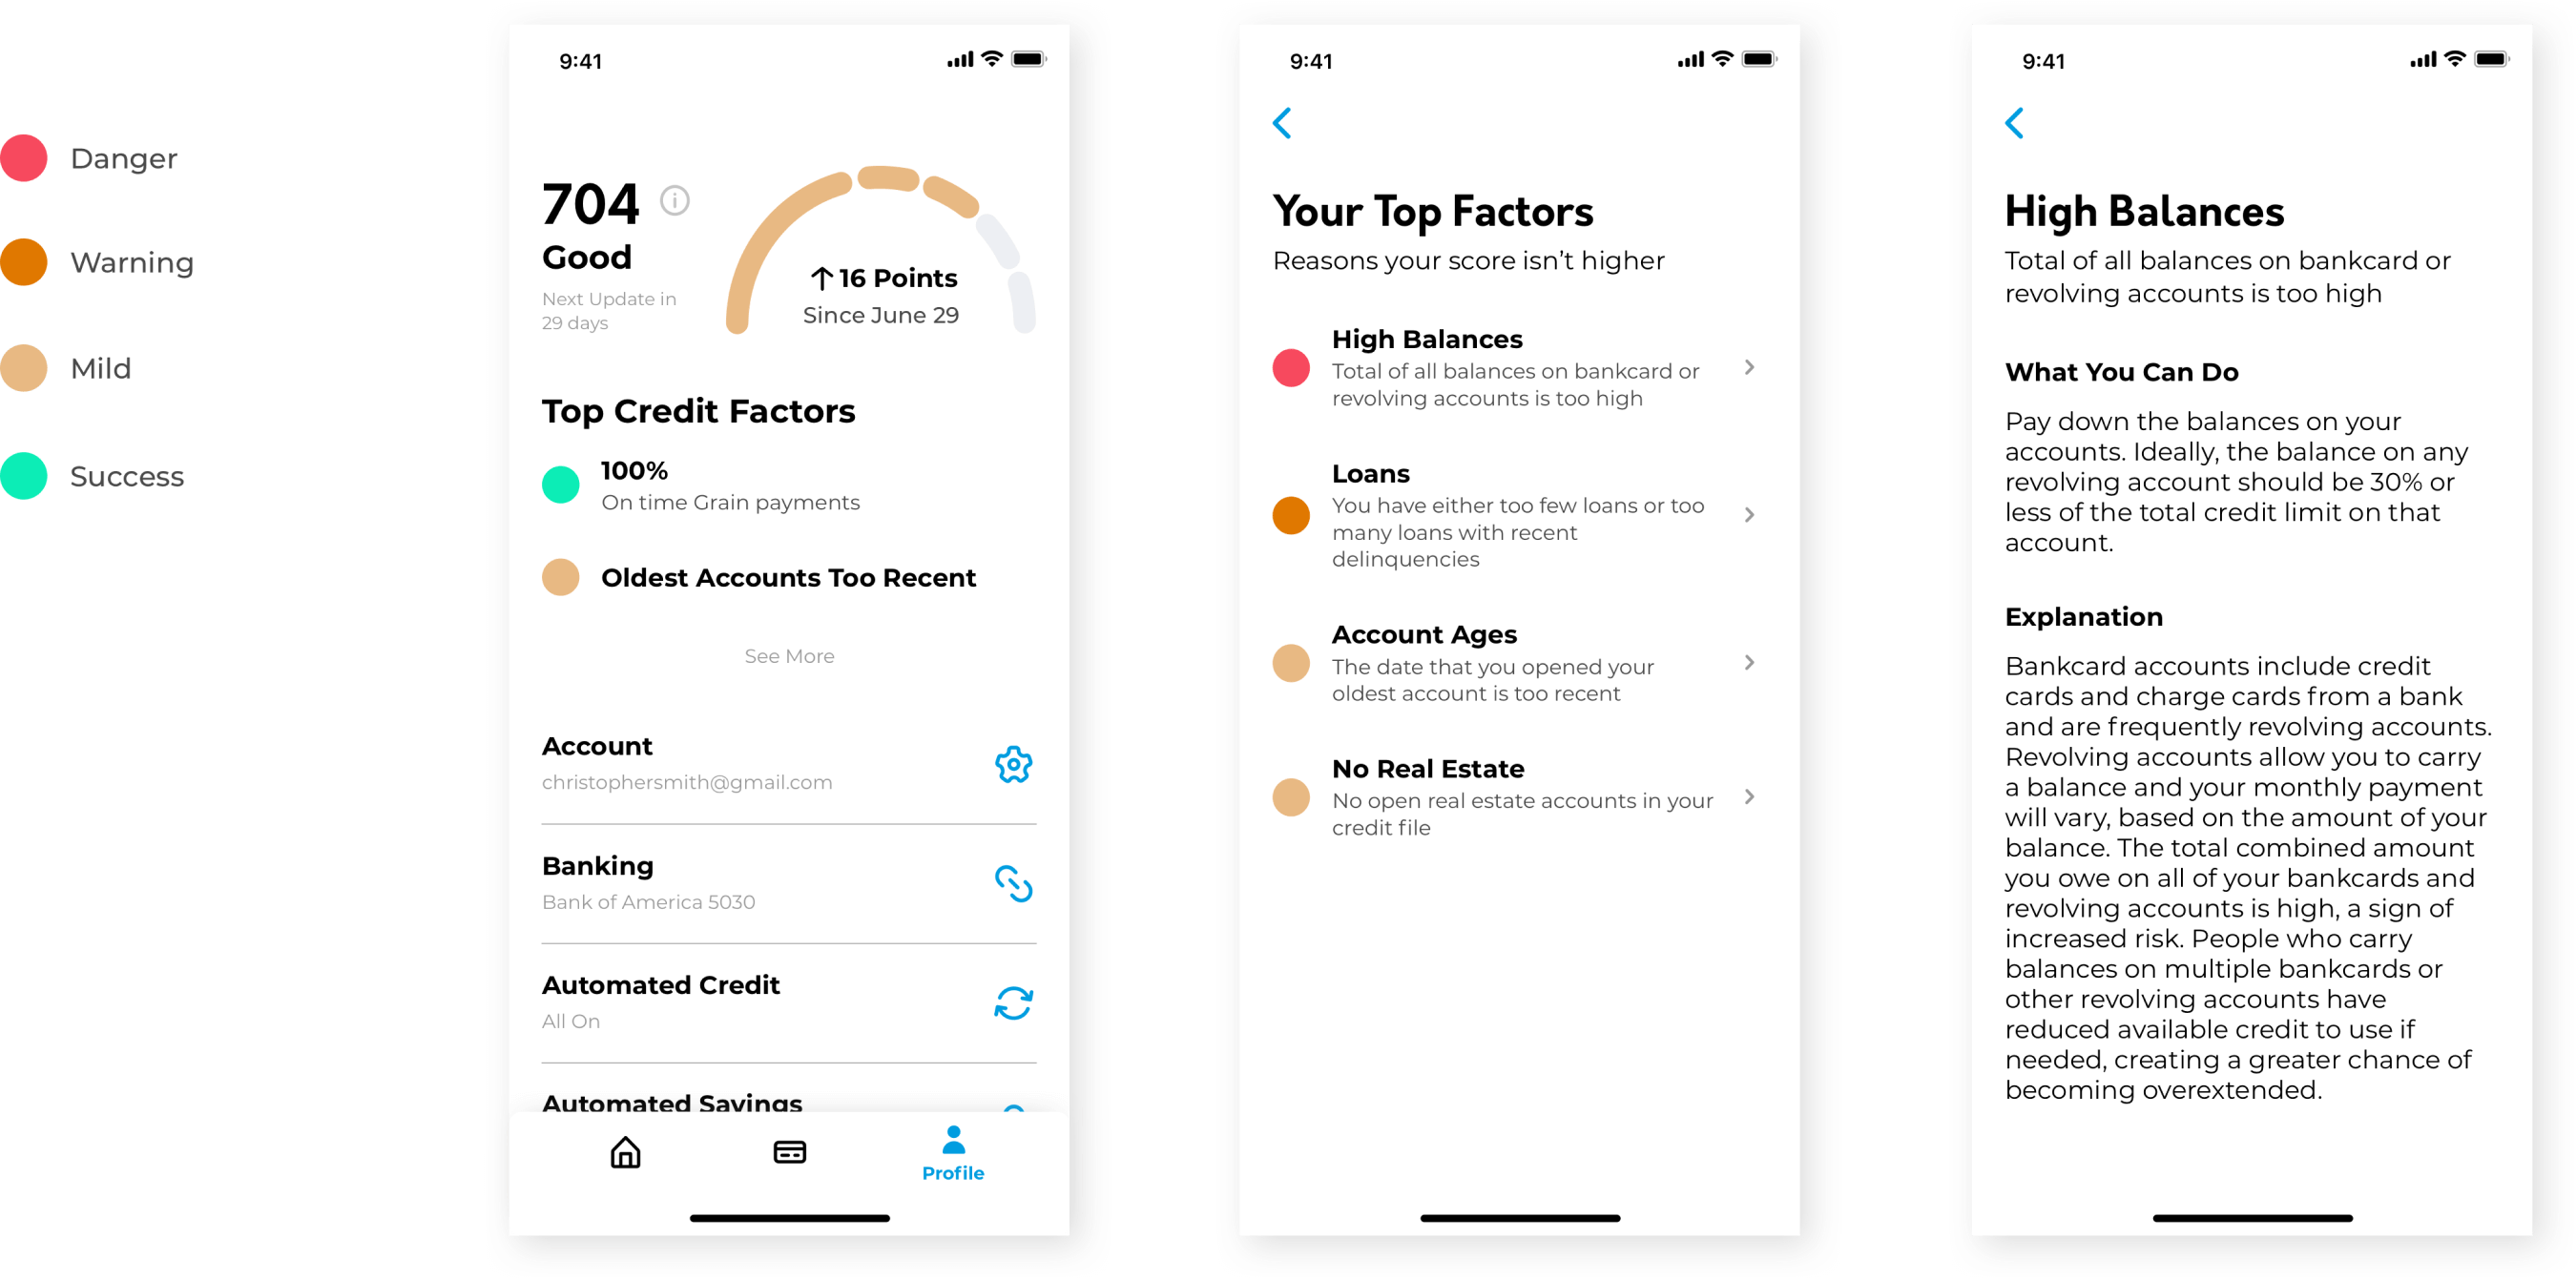 Danger
Warning
Mild
Success
9:41
704
Good
Next Update in
29 days
↑16 Points
Since June 29
Top Credit Factors
100%
On time Grain payments
Oldest Accounts Too Recent
See More
Account
christophersmith@gmail.com
Banking
Bank of America 5030
Automated Credit
All On
Automated Savings
Profile
9:41
Your Top Factors
Reasons your score isn’t higher
High Balances
Total of all balances on bankcard or
revolving accounts is too high
Loans
You have either too few loans or too
many loans with recent
delinquencies
Account Ages
The date that you opened your
oldest account is too recent
No Real Estate
No open real estate accounts in your
credit file
9:41
High Balances
Total of all balances on bankcard or
revolving accounts is too high
What You Can Do
Pay down the balances on your
accounts. Ideally, the balance on any
revolving account should be 30% or
less of the total credit limit on that
account.
Explanation
Bankcard accounts include credit
cards and charge cards from a bank
and are frequently revolving accounts.
Revolving accounts allow you to carry
a balance and your monthly payment
will vary, based on the amount of your
balance. The total combined amount
you owe on all of your bankcards and
revolving accounts is high, a sign of
increased risk. People who carry
balances on multiple bankcards or
other revolving accounts have
reduced available credit to use if
needed, creating a greater chance of
becoming overextended.